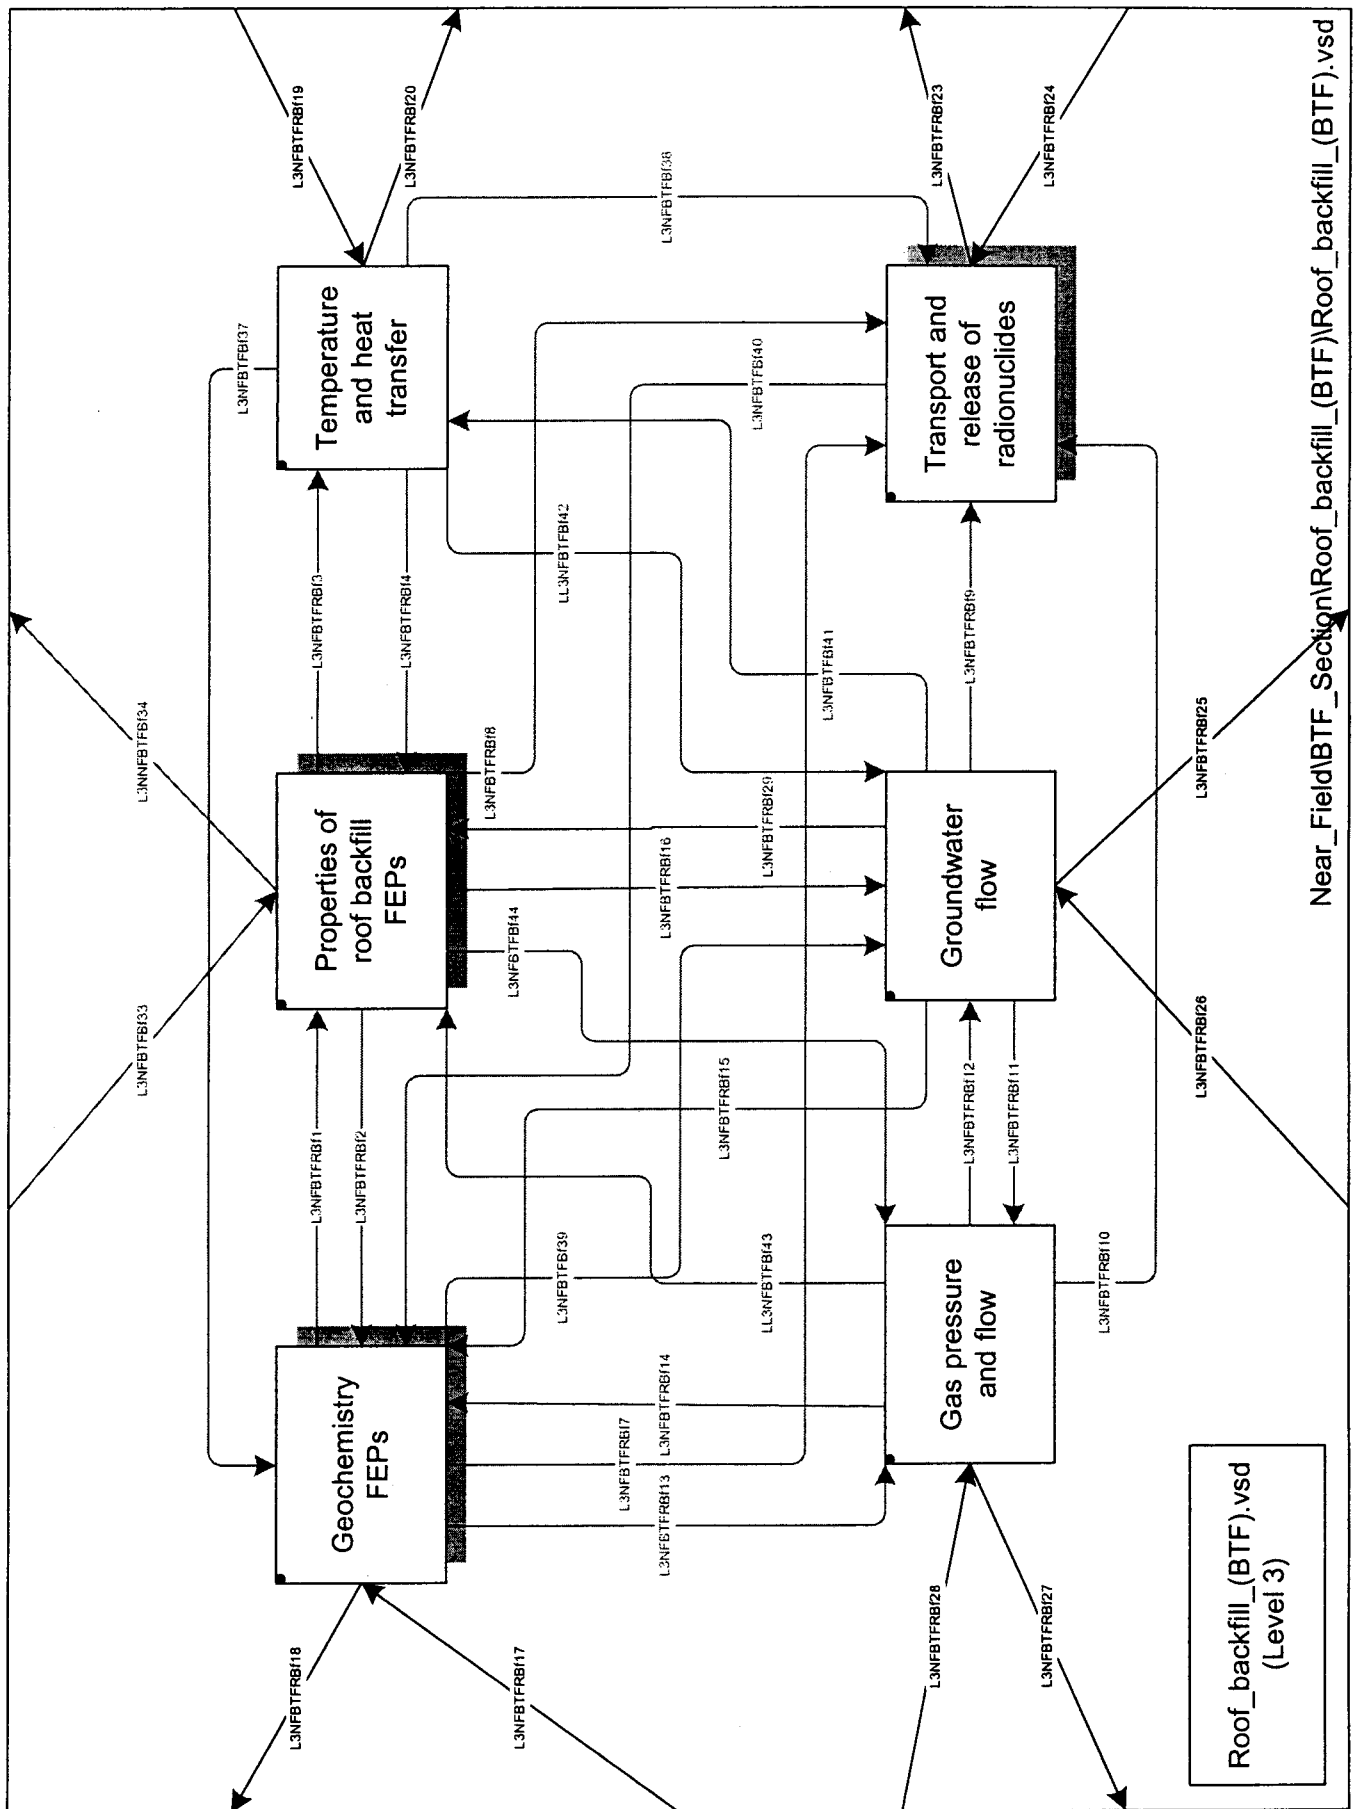 L3NFBTFRBf18
L3NFBTFRBf17
L3NFBTFBf33
L3NNFBTFBf34
L3NFBTFRBf19
L3NFBTFRBf20
L3NFBTFBf37
Geochemistry
FEPs
L3NFBTFRBf1
L3NFBTFRBf2
Properties of
roof backfill
FEPs
L3NFBTFRBf3
L3NFBTFRBf4
Temperature
and heat
transfer
L3NFBTFBf38
L3NFBTFRBf13
L3NFBTFRBf7
L3NFBTFRBf14
L3NFBTFBf39
LL3NFBTFBf43
L3NFBTFRBf15
L3NFBTFBf44
L3NFBTFRBf16
L3NFBTFRBf29
L3NFBTFRBf8
LL3NFBTFBf42
L3NFBTFBf41
L3NFBTFBf40
L3NFBTFRBf28
L3NFBTFRBf27
Gas pressure
and flow
L3NFBTFRBf12
L3NFBTFRBf11
Groundwater
flow
L3NFBTFRBf9
Transport and
release of
radionuclides
L3NFBTFRBf23
L3NFBTFRBf24
L3NFBTFRBf10
L3NFBTFRBf26
L3NFBTFRBf25
Roof_backfill_(BTF).vsd
(Level 3)
Near_Field\BTF_Section\Roof_backfill_(BTF)\Roof_backfill_(BTF).vsd